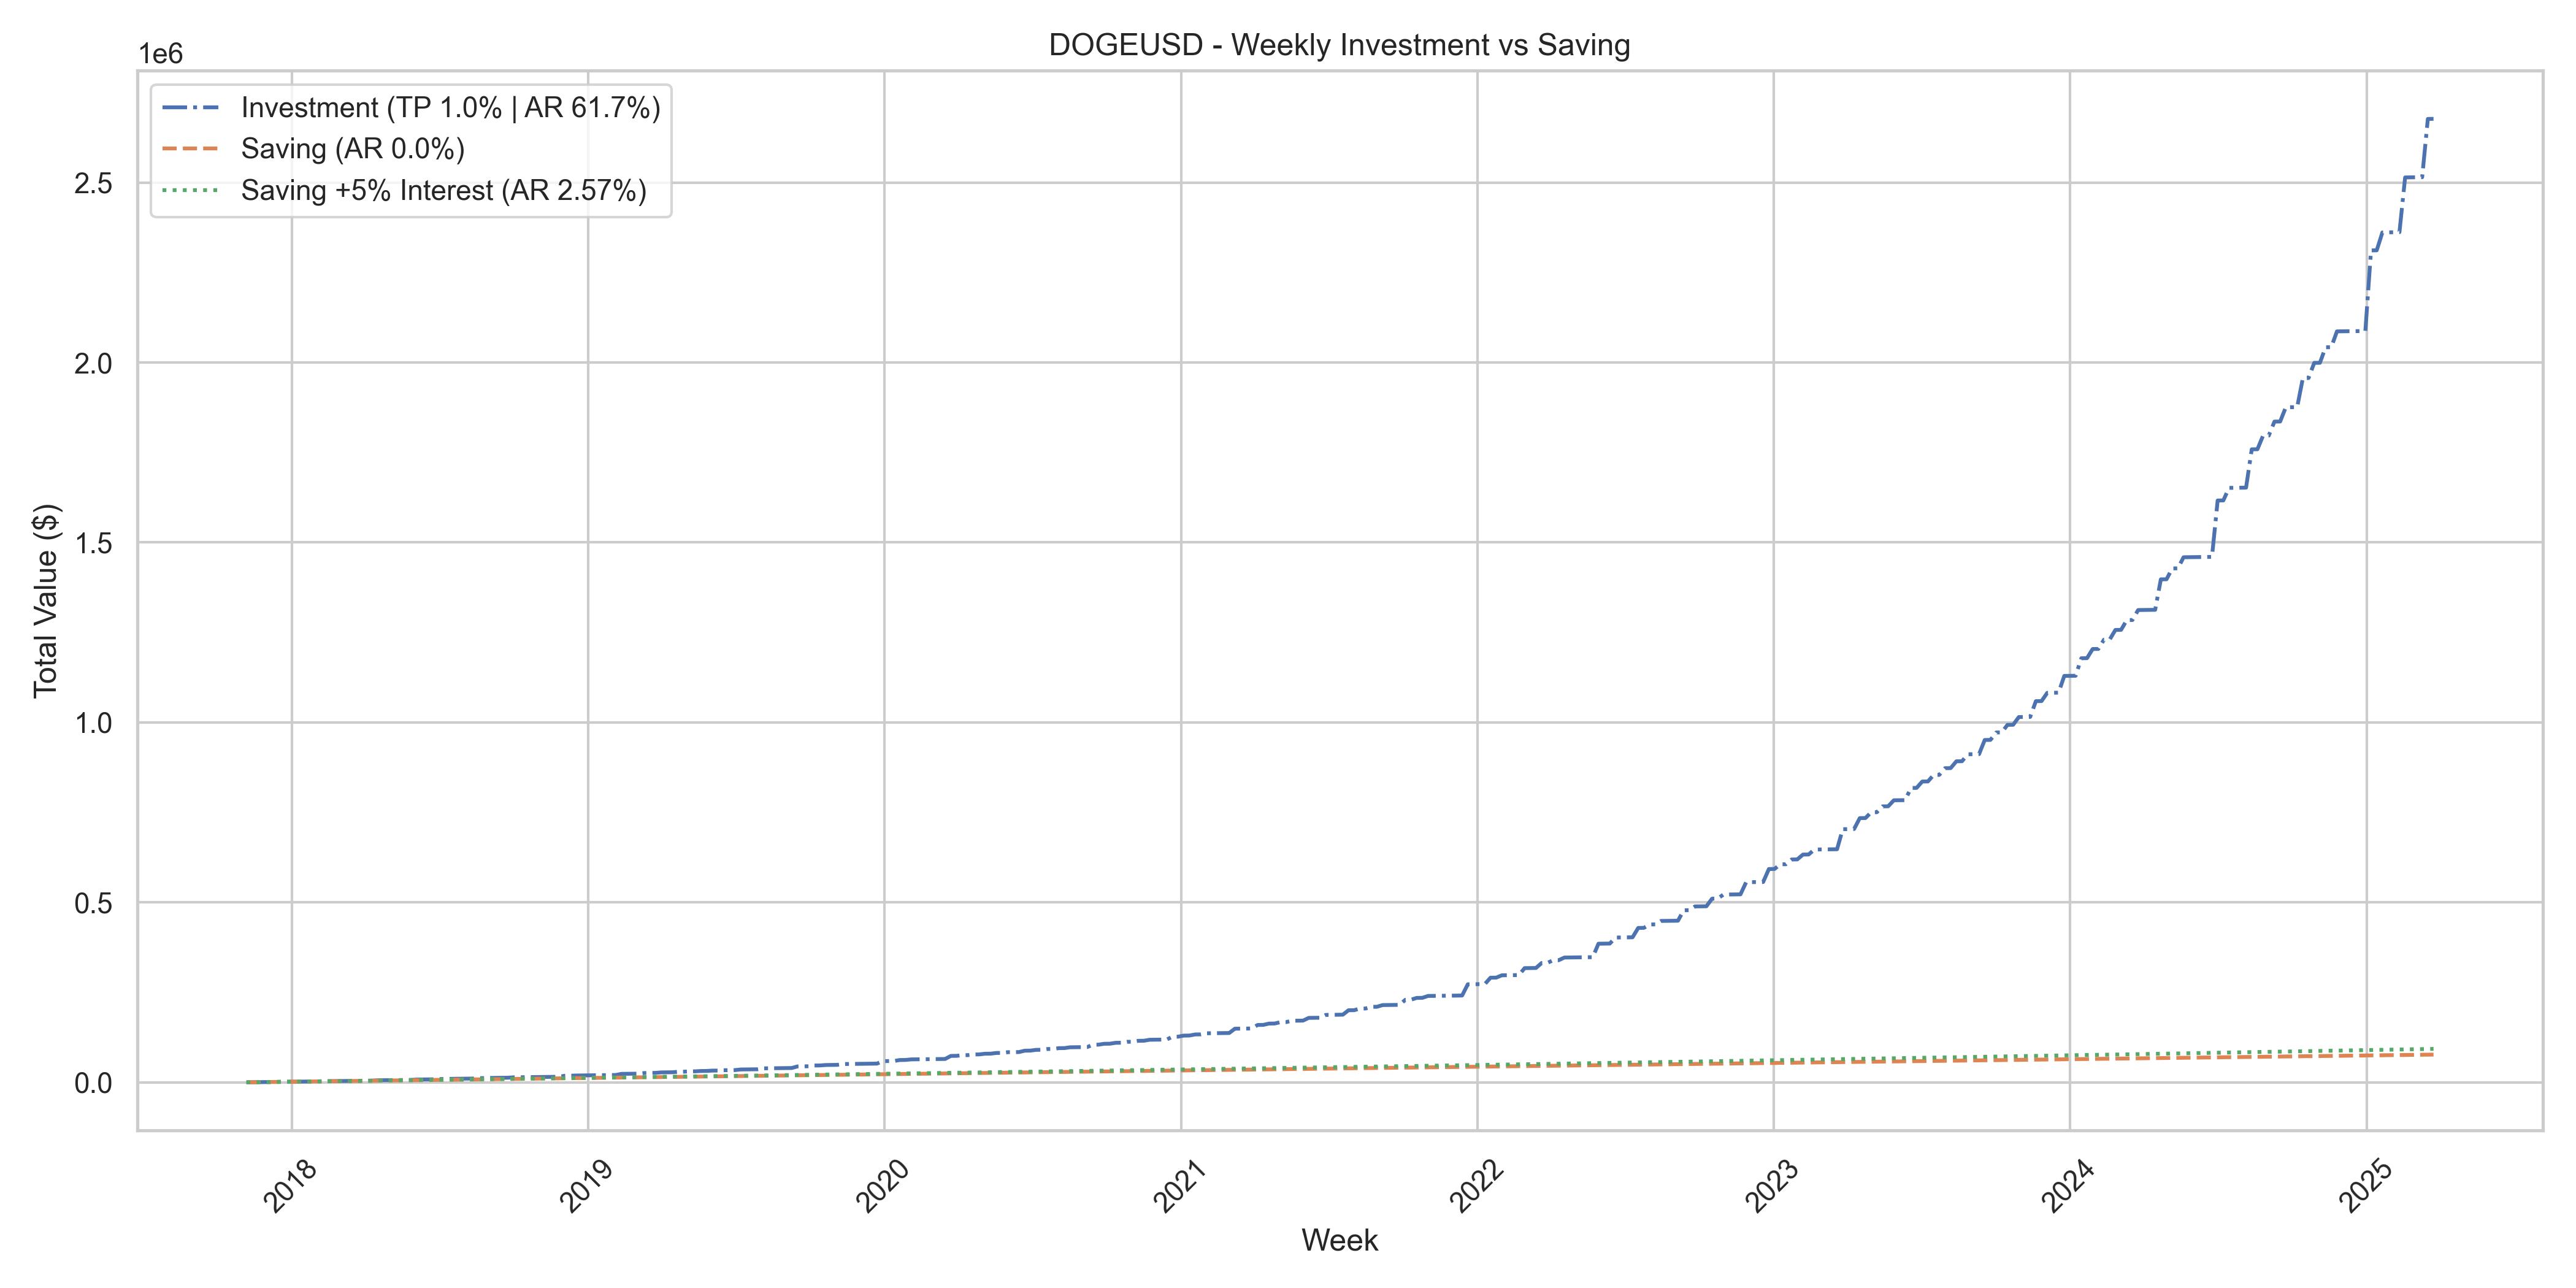 DOGEUSD - Weekly Investment vs Saving
1e6
Investment (TP 1.0% | AR 61.7%)
Saving (AR 0.0%)
Saving +5% Interest (AR 2.57%)
Total Value ($)
2.5
2.0
1.5
1.0
0.5
0.0
2018
2019
2020
2021
2022
2023
2024
2025
Week